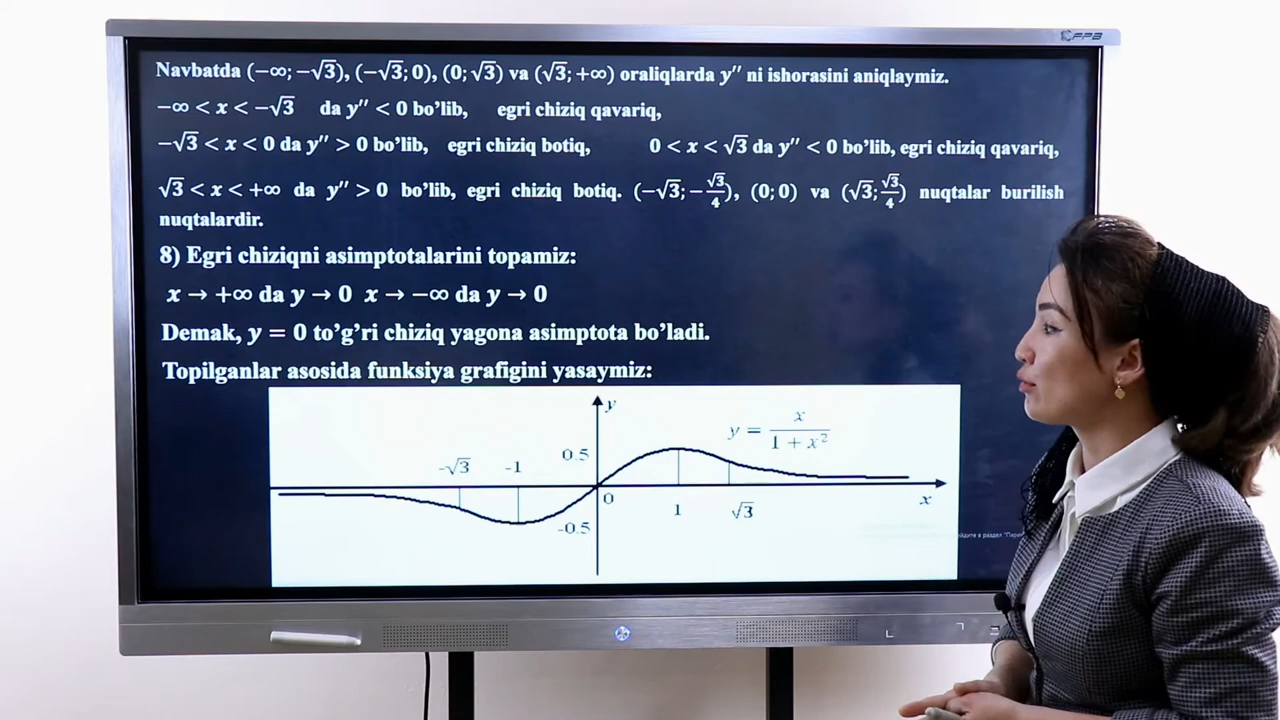 FPB
Navbatda (−∞; −√3), (−√3; 0), (0; √3) va (√3; +∞) oraliqlarda y″ ni ishorasini aniqlaymiz.
−∞ < x < −√3 da y″ < 0 bo’lib, egri chiziq qavariq,
−√3 < x < 0 da y″ > 0 bo’lib, egri chiziq botiq, 0 < x < √3 da y″ < 0 bo’lib, egri chiziq qavariq,
√3 < x < +∞ da y″ > 0 bo’lib, egri chiziq botiq. (−√3; −√3/4), (0; 0) va (√3; √3/4) nuqtalar burilish
nuqtalardir.
8) Egri chiziqni asimptotalarini topamiz:
x → +∞ da y → 0 x → −∞ da y → 0
Demak, y = 0 to’g’ri chiziq yagona asimptota bo’ladi.
Topilganlar asosida funksiya grafigini yasaymiz:
y
y = x/(1 + x²)
0.5
-√3 -1
0 x
1 √3
-0.5